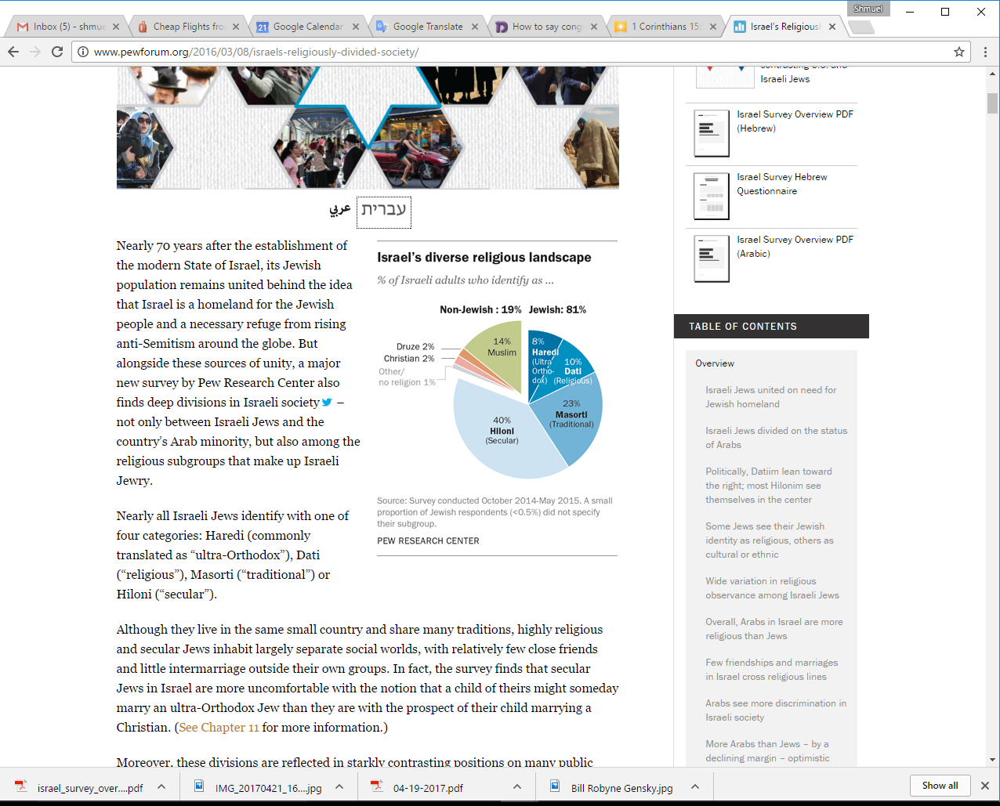 Shmuel
Inbox (5) - shmue
Cheap Flights fro
Google Calendar
Google Translate
How to say cong
1 Corinthians 15:
Israel's Religiousl
www.pewforum.org/2016/03/08/israels-religiously-divided-society/
عربي
עברית
Nearly 70 years after the establishment of
the modern State of Israel, its Jewish
population remains united behind the idea
that Israel is a homeland for the Jewish
people and a necessary refuge from rising
anti-Semitism around the globe. But
alongside these sources of unity, a major
new survey by Pew Research Center also
finds deep divisions in Israeli society –
not only between Israeli Jews and the
country's Arab minority, but also among the
religious subgroups that make up Israeli
Jewry.
Nearly all Israeli Jews identify with one of
four categories: Haredi (commonly
translated as “ultra-Orthodox”), Dati
(“religious”), Masorti (“traditional”) or
Hiloni (“secular”).
Israel's diverse religious landscape
% of Israeli adults who identify as ...
Non-Jewish : 19% Jewish: 81%
14%
Muslim
Druze 2%
Christian 2%
Other/
no religion 1%
8%
Haredi
(Ultra
Ortho-
dox)
10%
Dati
(Religious)
23%
Masorti
(Traditional)
40%
Hiloni
(Secular)
Source: Survey conducted October 2014-May 2015. A small
proportion of Jewish respondents (<0.5%) did not specify
their subgroup.
PEW RESEARCH CENTER
Although they live in the same small country and share many traditions, highly religious
and secular Jews inhabit largely separate social worlds, with relatively few close friends
and little intermarriage outside their own groups. In fact, the survey finds that secular
Jews in Israel are more uncomfortable with the notion that a child of theirs might someday
marry an ultra-Orthodox Jew than they are with the prospect of their child marrying a
Christian. (See Chapter 11 for more information.)
Moreover, these divisions are reflected in starkly contrasting positions on many public
contrasting U.S. and
Israeli Jews
Israel Survey Overview PDF
(Hebrew)
Israel Survey Hebrew
Questionnaire
Israel Survey Overview PDF
(Arabic)
TABLE OF CONTENTS
Overview
Israeli Jews united on need for
Jewish homeland
Israeli Jews divided on the status
of Arabs
Politically, Datiim lean toward
the right; most Hilonim see
themselves in the center
Some Jews see their Jewish
identity as religious, others as
cultural or ethnic
Wide variation in religious
observance among Israeli Jews
Overall, Arabs in Israel are more
religious than Jews
Few friendships and marriages
in Israel cross religious lines
Arabs see more discrimination in
Israeli society
More Arabs than Jews – by a
declining margin – optimistic
israel_survey_over....pdf
IMG_20170421_16....jpg
04-19-2017.pdf
Bill Robyne Gensky.jpg
Show all